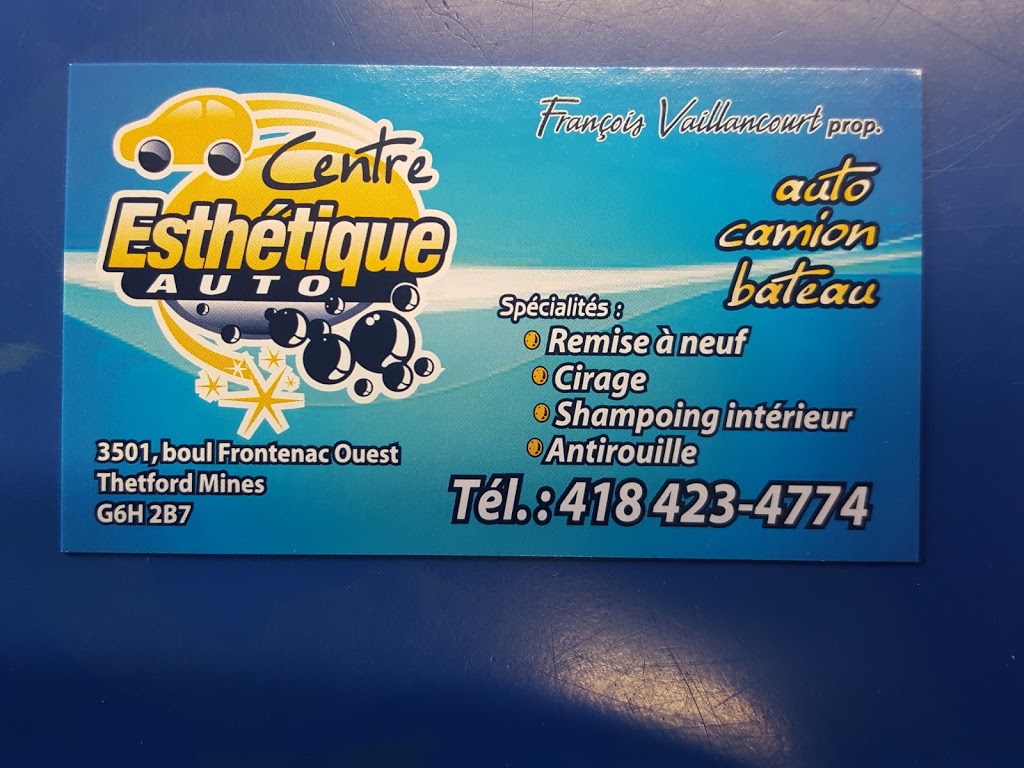 Centre
Esthétique
AUTO
3501, boul Frontenac Ouest
Thetford Mines
G6H 2B7
François Vaillancourt prop.
auto
camion
bateau
Spécialités :
Remise à neuf
Cirage
Shampoing intérieur
Antirouille
Tél. : 418 423-4774